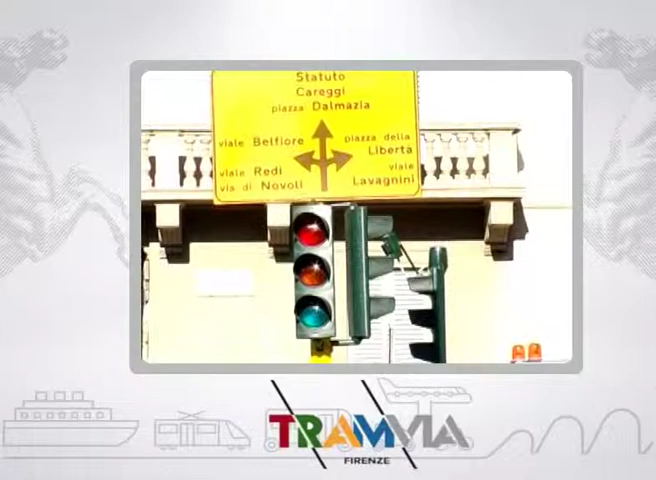 Statuto
Careggi
piazza Dalmazia
viale Belfiore
piazza della
Liberta
viale Redi
via di Novoli
viale
Lavagnini
TRAMVIA
FIRENZE